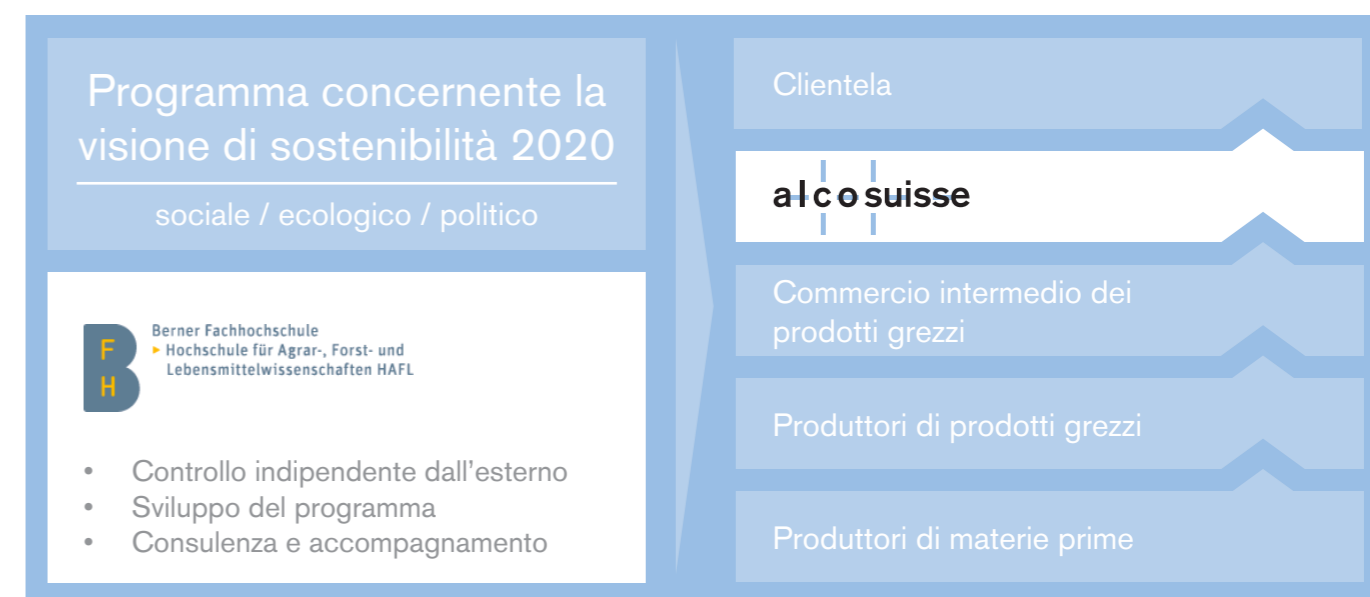 Programma concernente la
visione di sostenibilità 2020
sociale / ecologico / politico
F
H
Berner Fachhochschule
▸ Hochschule für Agrar-, Forst- und
Lebensmittelwissenschaften HAFL
• Controllo indipendente dall'esterno
• Sviluppo del programma
• Consulenza e accompagnamento
Clientela
alcosuisse
Commercio intermedio dei
prodotti grezzi
Produttori di prodotti grezzi
Produttori di materie prime